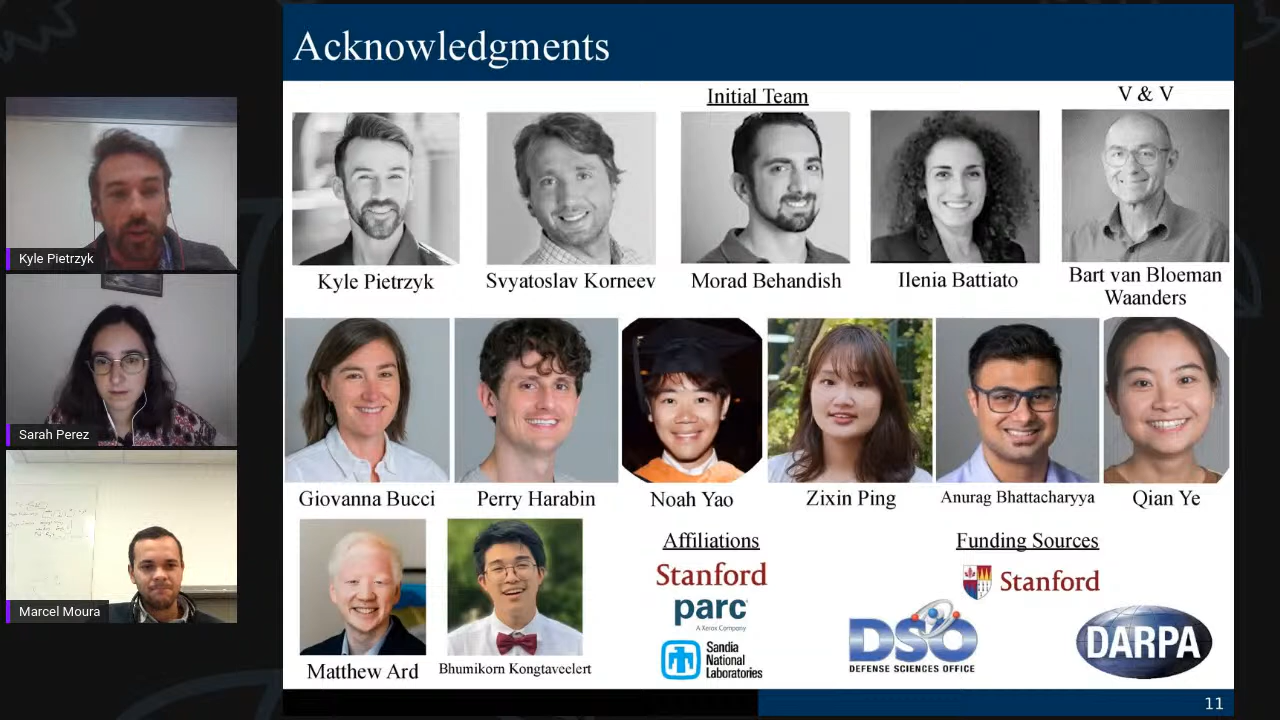 Acknowledgments
Initial Team
V & V
Kyle Pietrzyk
Svyatoslav Korneev
Morad Behandish
Ilenia Battiato
Bart van Bloeman
Waanders
Giovanna Bucci
Perry Harabin
Noah Yao
Zixin Ping
Anurag Bhattacharyya
Qian Ye
Matthew Ard
Bhumikorn Kongtaveelert
Affiliations
Stanford
parc
A Xerox Company
Sandia
National
Laboratories
Funding Sources
Stanford
DSO
DEFENSE SCIENCES OFFICE
DARPA
11
Kyle Pietrzyk
Sarah Perez
Marcel Moura